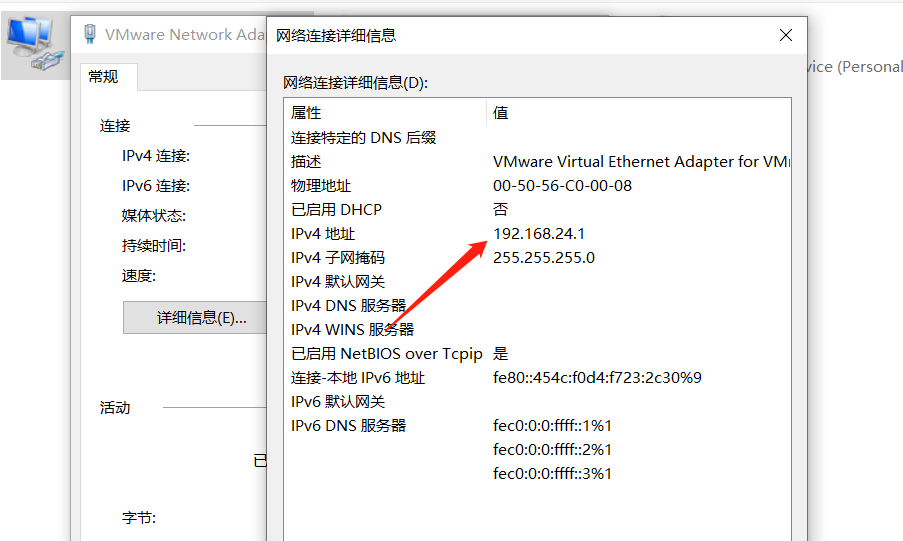 VMware Network Ada
常规
连接
IPv4 连接:
IPv6 连接:
媒体状态:
持续时间:
速度:
详细信息(E)...
活动
已
字节:
网络连接详细信息
网络连接详细信息(D):
属性 值
连接特定的 DNS 后缀
描述 VMware Virtual Ethernet Adapter for VM
物理地址 00-50-56-C0-00-08
已启用 DHCP 否
IPv4 地址 192.168.24.1
IPv4 子网掩码 255.255.255.0
IPv4 默认网关
IPv4 DNS 服务器
IPv4 WINS 服务器
已启用 NetBIOS over Tcpip 是
连接-本地 IPv6 地址 fe80::454c:f0d4:f723:2c30%9
IPv6 默认网关
IPv6 DNS 服务器 fec0:0:0:ffff::1%1
fec0:0:0:ffff::2%1
fec0:0:0:ffff::3%1
vice (Personal